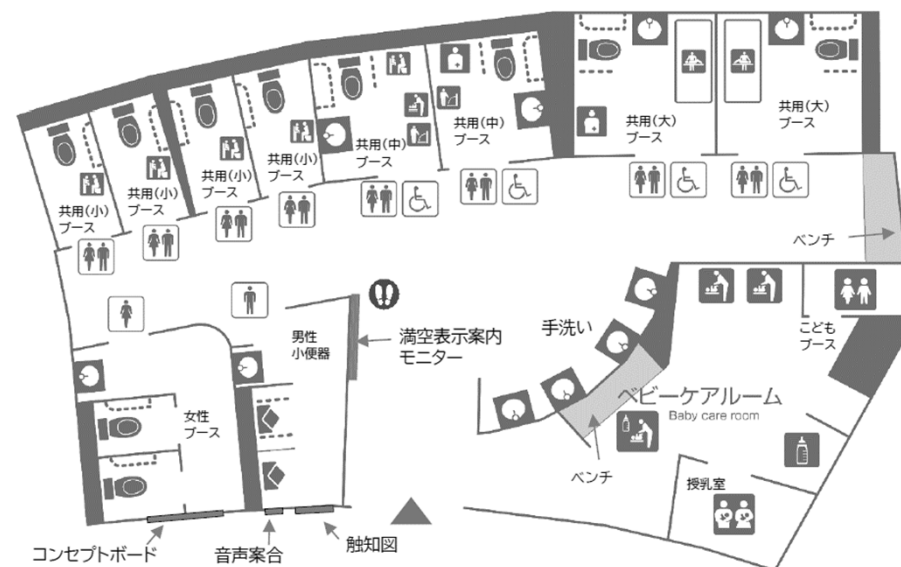 共用(小)
ブース
共用(小)
ブース
共用(小)
ブース
共用(小)
ブース
共用(中)
ブース
共用(中)
ブース
共用(大)
ブース
共用(大)
ブース
ベンチ
男性
小便器
満空表示案内
モニター
手洗い
こども
ブース
ベビーケアルーム
Baby care room
女性
ブース
ベンチ
授乳室
コンセプトボード
音声案合
触知図